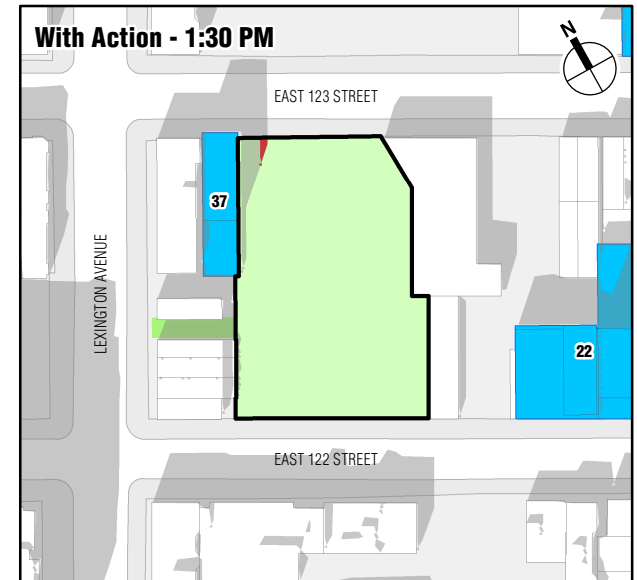 With Action - 1:30 PM
N
EAST 123 STREET
37
LEXINGTON AVENUE
22
EAST 122 STREET